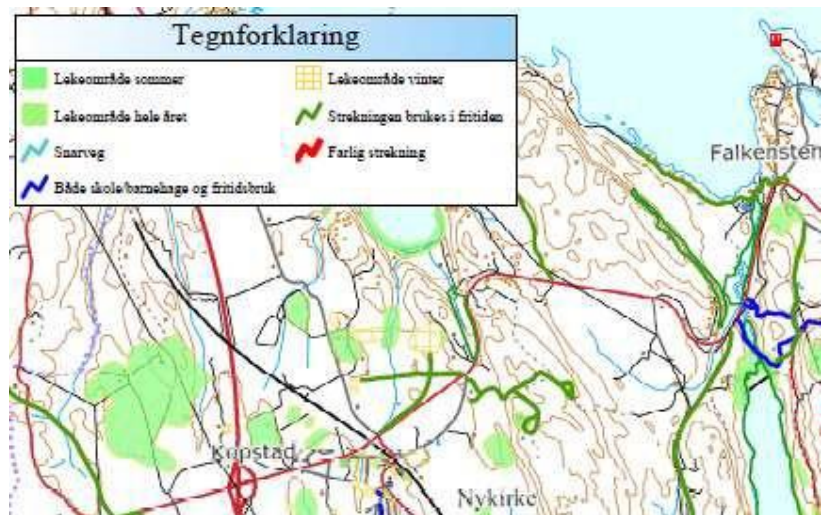 Tegnforklaring
Lekeområde sommer
Lekeområde vinter
Lekeområde hele året
Strekningen brukes i fritiden
Snarveg
Farlig strekning
Både skole/barnehage og fritidsbruk
Falkensten
Kopstad
Nykirke